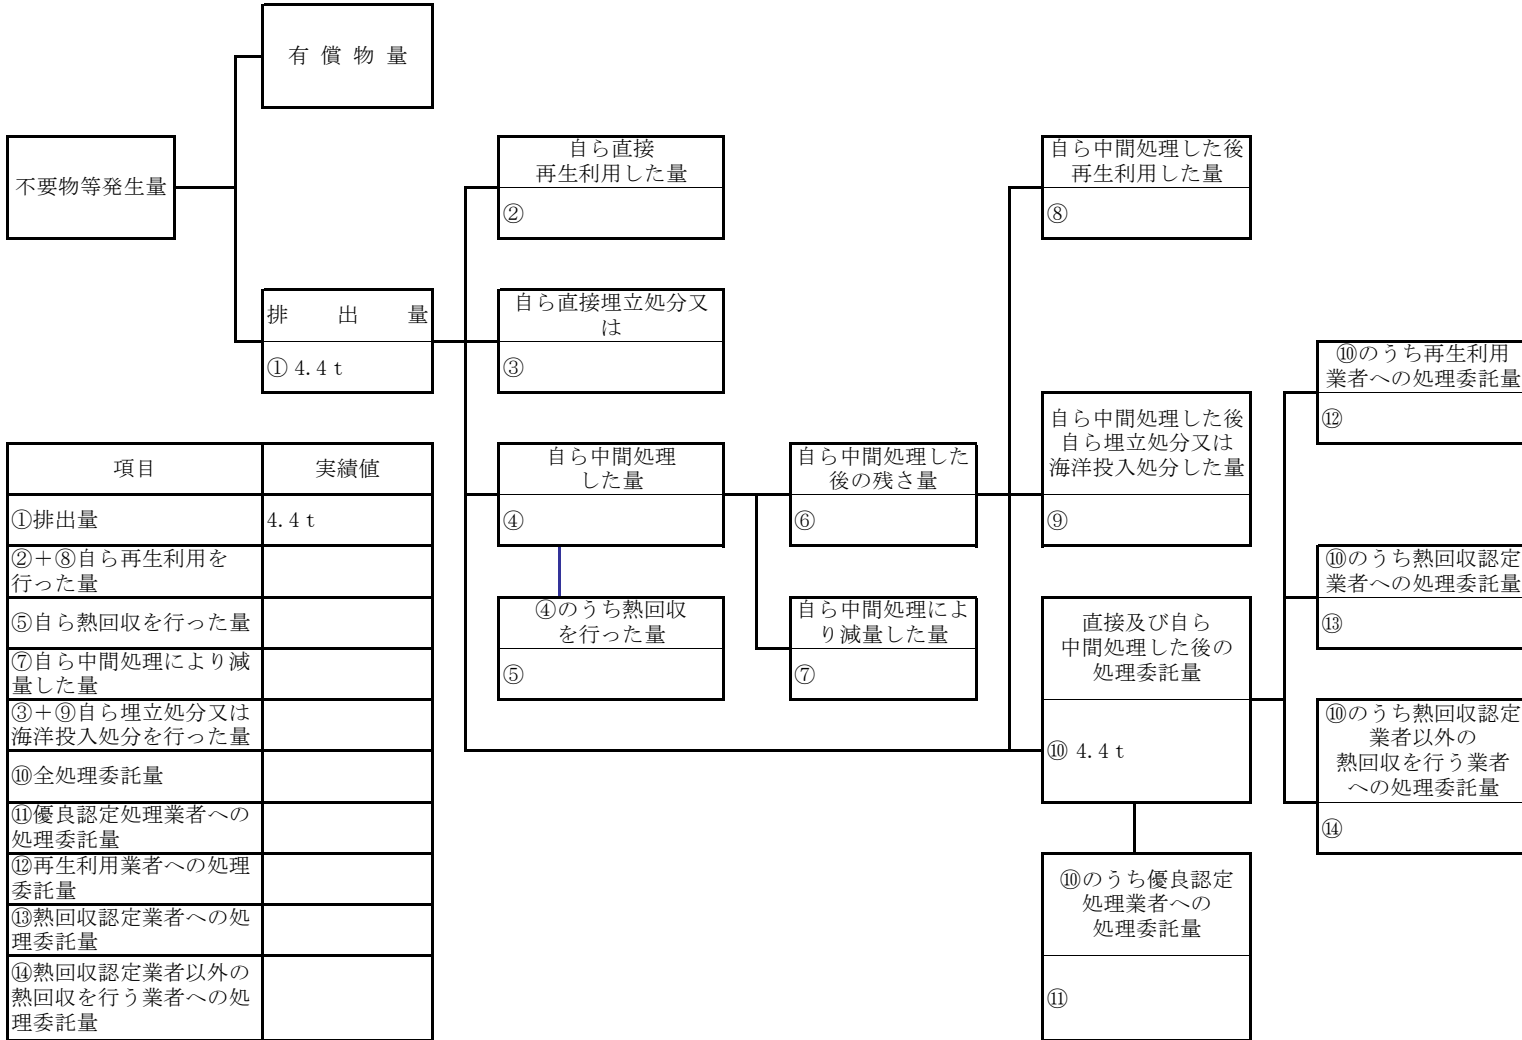 有償物量
不要物等発生量
自ら直接
再生利用した量
②
自ら中間処理した後
再生利用した量
⑧
排出量
① 4.4 t
自ら直接埋立処分又
は
③
⑩のうち再生利用
業者への処理委託量
⑫
自ら中間処理
した量
④
自ら中間処理した
後の残さ量
⑥
自ら中間処理した後
自ら埋立処分又は
海洋投入処分した量
⑨
④のうち熱回収
を行った量
⑤
自ら中間処理によ
り減量した量
⑦
直接及び自ら
中間処理した後の
処理委託量
⑩ 4.4 t
⑩のうち熱回収認定
業者への処理委託量
⑬
⑩のうち熱回収認定
業者以外の
熱回収を行う業者
への処理委託量
⑭
⑩のうち優良認定
処理業者への
処理委託量
⑪
項目 実績値
①排出量 4.4 t
②＋⑧自ら再生利用を
行った量
⑤自ら熱回収を行った量
⑦自ら中間処理により減
量した量
③＋⑨自ら埋立処分又は
海洋投入処分を行った量
⑩全処理委託量
⑪優良認定処理業者への
処理委託量
⑫再生利用業者への処理
委託量
⑬熱回収認定業者への処
理委託量
⑭熱回収認定業者以外の
熱回収を行う業者への処
理委託量